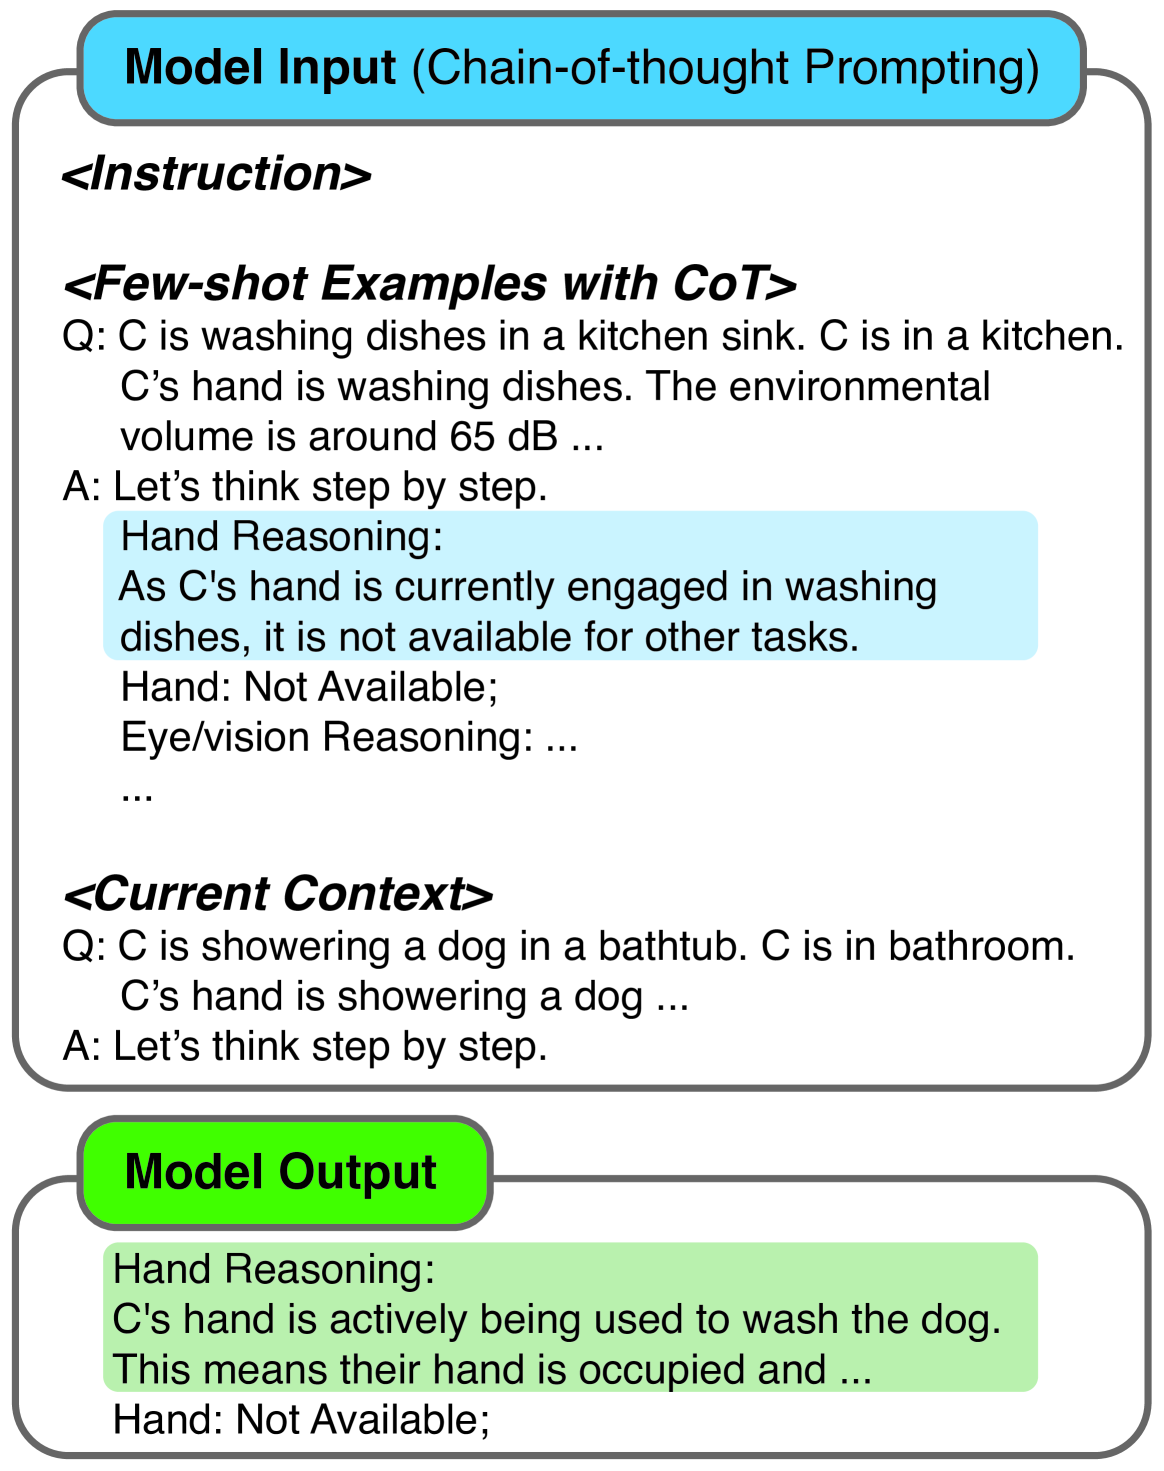 Model Input (Chain-of-thought Prompting)
<Instruction>
<Few-shot Examples with CoT>
Q: C is washing dishes in a kitchen sink. C is in a kitchen.
C’s hand is washing dishes. The environmental
volume is around 65 dB ...
A: Let’s think step by step.
Hand Reasoning:
As C's hand is currently engaged in washing
dishes, it is not available for other tasks.
Hand: Not Available;
Eye/vision Reasoning: ...
...
<Current Context>
Q: C is showering a dog in a bathtub. C is in bathroom.
C’s hand is showering a dog ...
A: Let’s think step by step.
Model Output
Hand Reasoning:
C's hand is actively being used to wash the dog.
This means their hand is occupied and ...
Hand: Not Available;